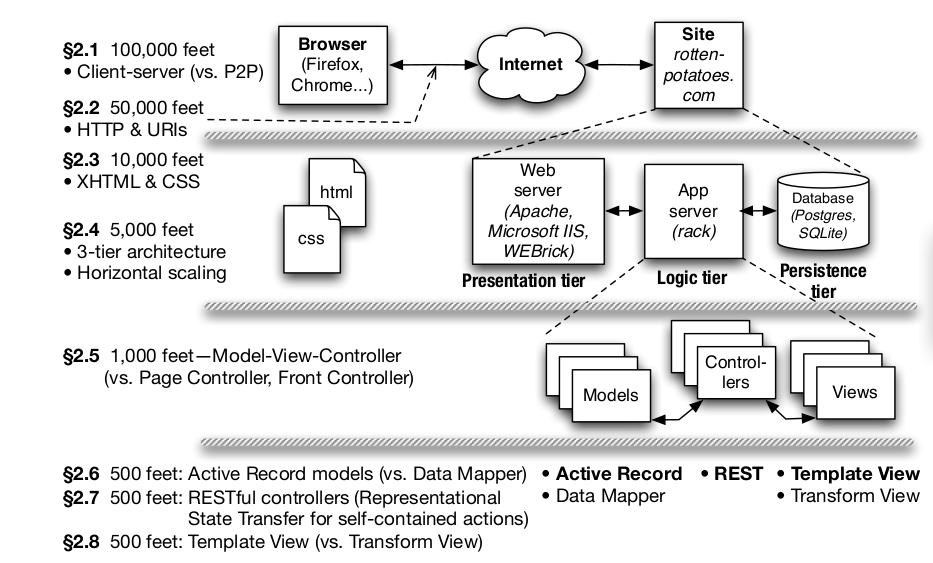 §2.1 100,000 feet
• Client-server (vs. P2P)
§2.2 50,000 feet
• HTTP & URIs
Browser
(Firefox,
Chrome...)
Internet
Site
rotten-
potatoes.
com
§2.3 10,000 feet
• XHTML & CSS
§2.4 5,000 feet
• 3-tier architecture
• Horizontal scaling
html
css
Web
server
(Apache,
Microsoft IIS,
WEBrick)
Presentation tier
App
server
(rack)
Logic tier
Database
(Postgres,
SQLite)
Persistence
tier
§2.5 1,000 feet—Model-View-Controller
(vs. Page Controller, Front Controller)
Models
Control-
lers
Views
§2.6 500 feet: Active Record models (vs. Data Mapper)
§2.7 500 feet: RESTful controllers (Representational
State Transfer for self-contained actions)
§2.8 500 feet: Template View (vs. Transform View)
• Active Record
• Data Mapper
• REST
• Template View
• Transform View